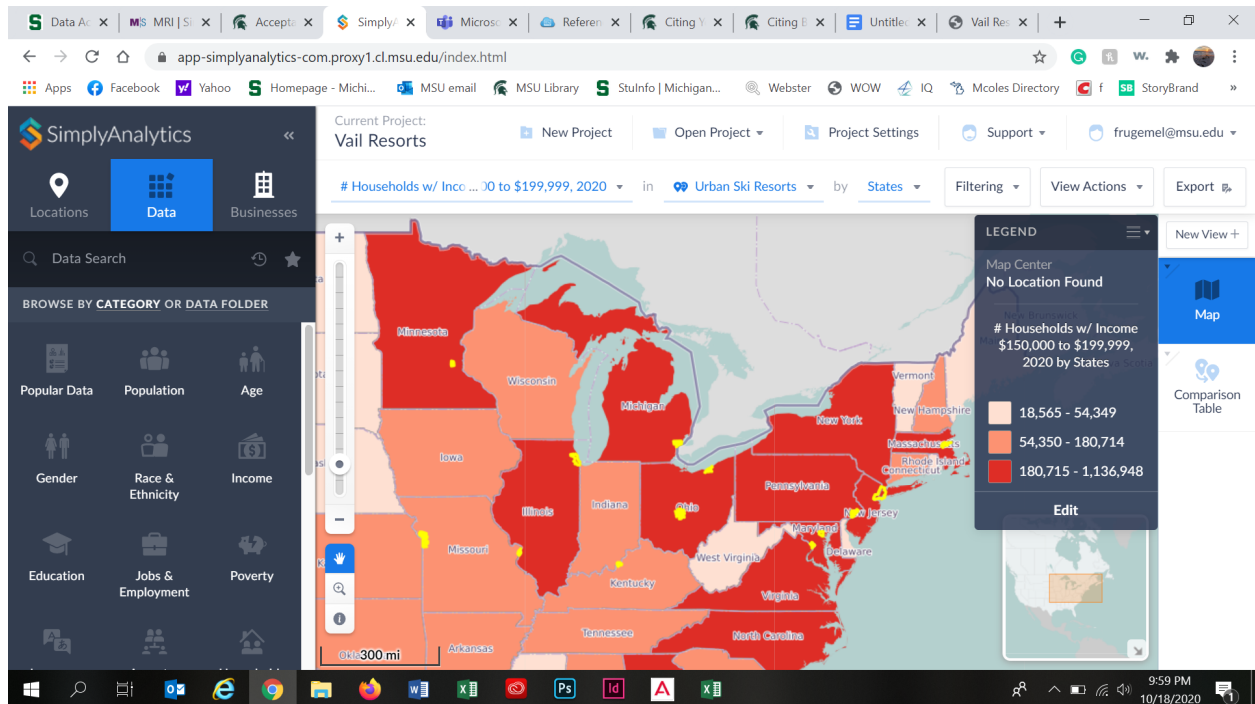 Data Ac
MRI | Si
Accepta
Simply
Microso
Referen
Citing Y
Citing B
Untitled
Vail Res
app-simplyanalytics-com.proxy1.cl.msu.edu/index.html
Apps
Facebook
Yahoo
Homepage - Michi...
MSU email
MSU Library
StuInfo | Michigan...
Webster
WOW
IQ
Mcoles Directory
f
StoryBrand
»
SimplyAnalytics
«
Current Project:
Vail Resorts
New Project
Open Project
Project Settings
Support
frugemel@msu.edu
Locations
Data
Businesses
# Households w/ Inco ... 00 to $199,999, 2020
in
Urban Ski Resorts
by
States
Filtering
View Actions
Export
Data Search
BROWSE BY CATEGORY OR DATA FOLDER
Popular Data
Population
Age
Gender
Race &
Ethnicity
Income
Education
Jobs &
Employment
Poverty
Minnesota
Wisconsin
Michigan
Iowa
Illinois
Indiana
Ohio
Missouri
Kentucky
West Virginia
Virginia
Tennessee
North Carolina
Arkansas
Pennsylvania
New York
Vermont
New Hampshire
Massachusetts
Rhode Island
Connecticut
New Jersey
Maryland
Delaware
300 mi
LEGEND
Map Center
No Location Found
# Households w/ Income
$150,000 to $199,999,
2020 by States
18,565 - 54,349
54,350 - 180,714
180,715 - 1,136,948
Edit
New View +
Map
Comparison
Table
9:59 PM
10/18/2020